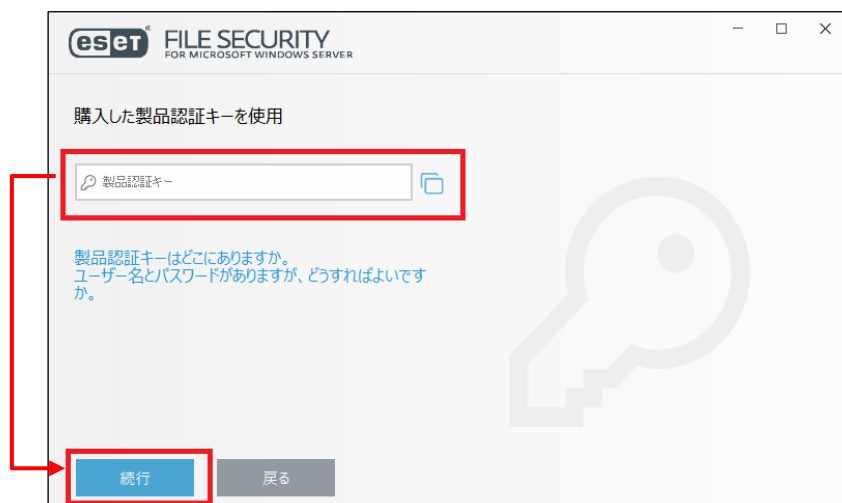 eset FILE SECURITY
FOR MICROSOFT WINDOWS SERVER
購入した製品認証キーを使用
製品認証キー
製品認証キーはどこにありますか。
ユーザー名とパスワードがありますが、どうすればよいです
か。
続行
戻る